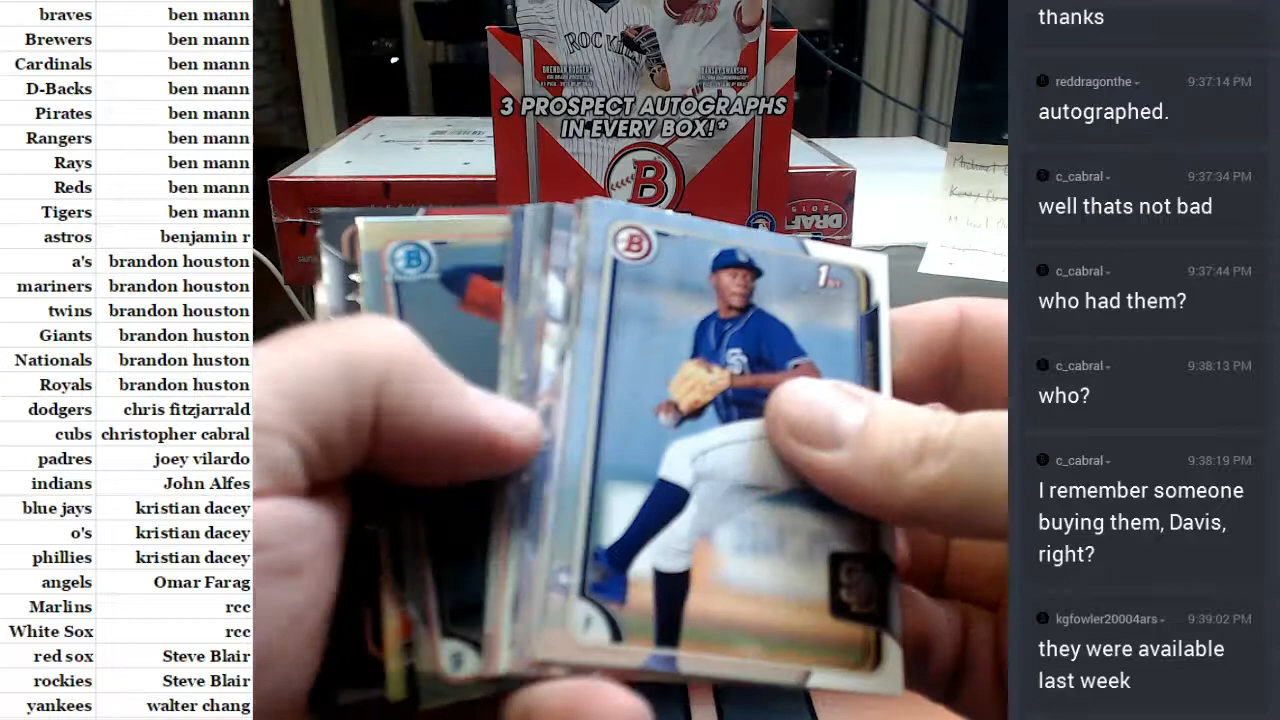 braves ben mann
Brewers ben mann
Cardinals ben mann
D-Backs ben mann
Pirates ben mann
Rangers ben mann
Rays ben mann
Reds ben mann
Tigers ben mann
astros benjamin r
a's brandon houston
mariners brandon houston
twins brandon houston
Giants brandon huston
Nationals brandon huston
Royals brandon huston
dodgers chris fitzjarrald
cubs christopher cabral
padres joey vilardo
indians John Alfes
blue jays kristian dacey
o's kristian dacey
phillies kristian dacey
angels Omar Farag
Marlins rcc
White Sox rcc
red sox Steve Blair
rockies Steve Blair
yankees walter chang
ROCKIES
3 PROSPECT AUTOGRAPHS
IN EVERY BOX!*
B
DRAFT
2015
B
1st
SD
thanks
reddragonthe 9:37:14 PM
autographed.
c_cabral 9:37:34 PM
well thats not bad
c_cabral 9:37:44 PM
who had them?
c_cabral 9:38:13 PM
who?
c_cabral 9:38:19 PM
I remember someone
buying them, Davis,
right?
kgfowler20004ars 9:39:02 PM
they were available
last week